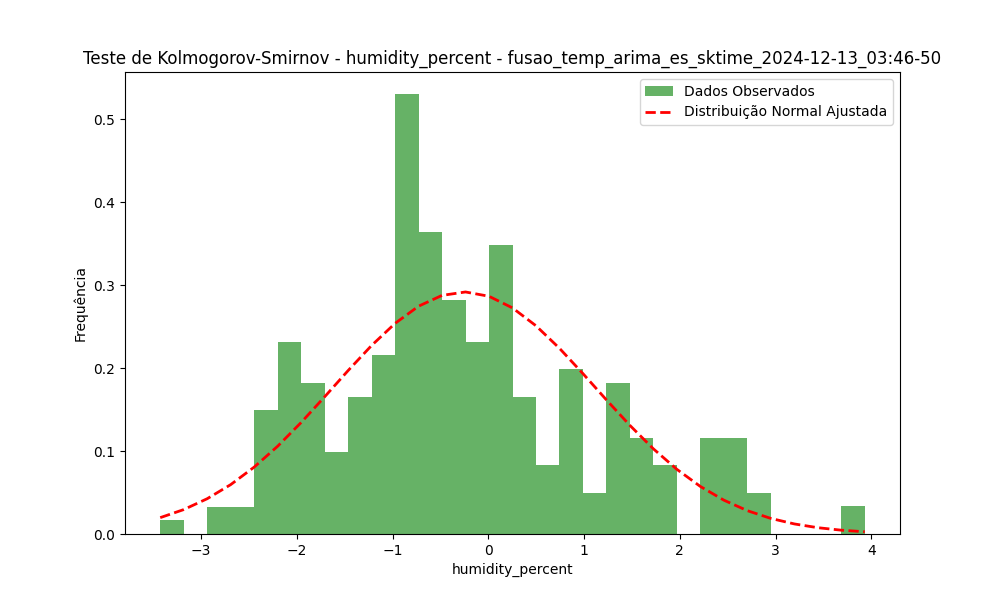 Teste de Kolmogorov-Smirnov - humidity_percent - fusao_temp_arima_es_sktime_2024-12-13_03:46-50
Dados Observados
Distribuição Normal Ajustada
Frequência
0.5
0.4
0.3
0.2
0.1
0.0
−3
−2
−1
0
1
2
3
4
humidity_percent